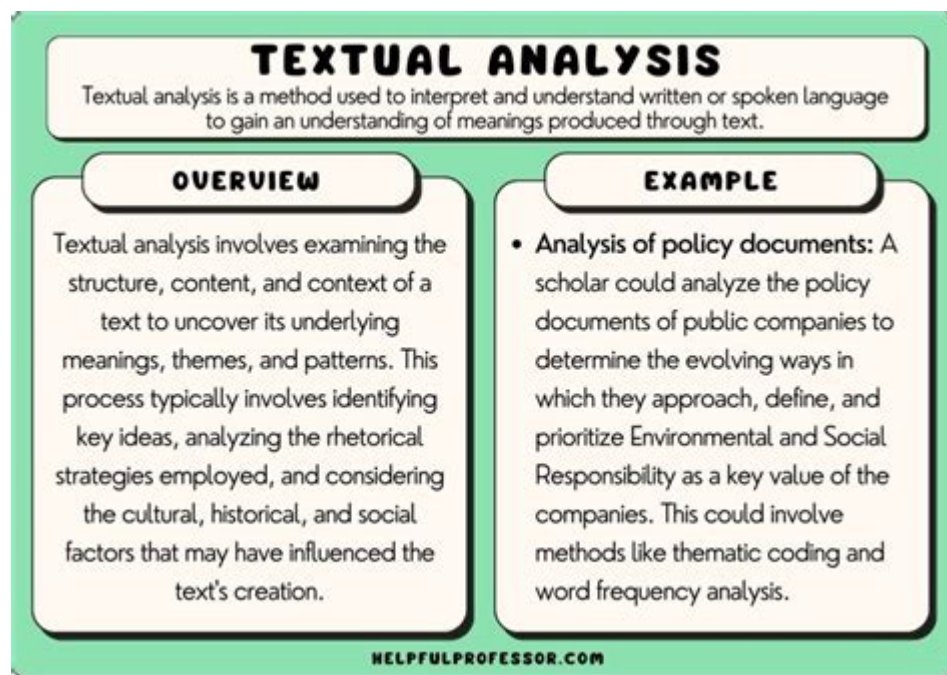 TEXTUAL ANALYSIS
Textual analysis is a method used to interpret and understand written or spoken language
to gain an understanding of meanings produced through text.
OVERVIEW
Textual analysis involves examining the
structure, content, and context of a
text to uncover its underlying
meanings, themes, and patterns. This
process typically involves identifying
key ideas, analyzing the rhetorical
strategies employed, and considering
the cultural, historical, and social
factors that may have influenced the
text's creation.
EXAMPLE
• Analysis of policy documents: A
scholar could analyze the policy
documents of public companies to
determine the evolving ways in
which they approach, define, and
prioritize Environmental and Social
Responsibility as a key value of the
companies. This could involve
methods like thematic coding and
word frequency analysis.
HELPFULPROFESSOR.COM